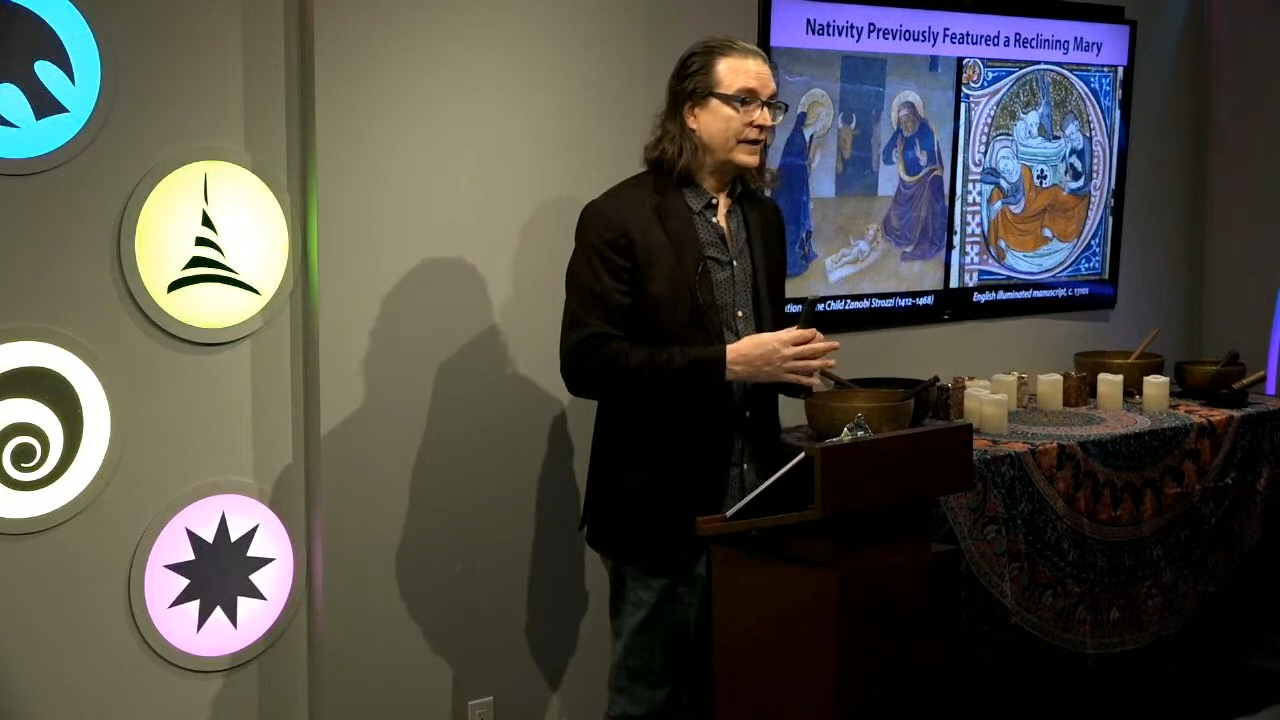 Nativity Previously Featured a Reclining Mary
the Child Zanobi Strozzi (1412–1468)
English illuminated manuscript, c. 1310s